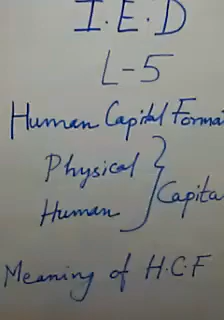 I.E.D
L-5
Human Capital Forma
Physical
Human
Capita
Meaning of H.C.F